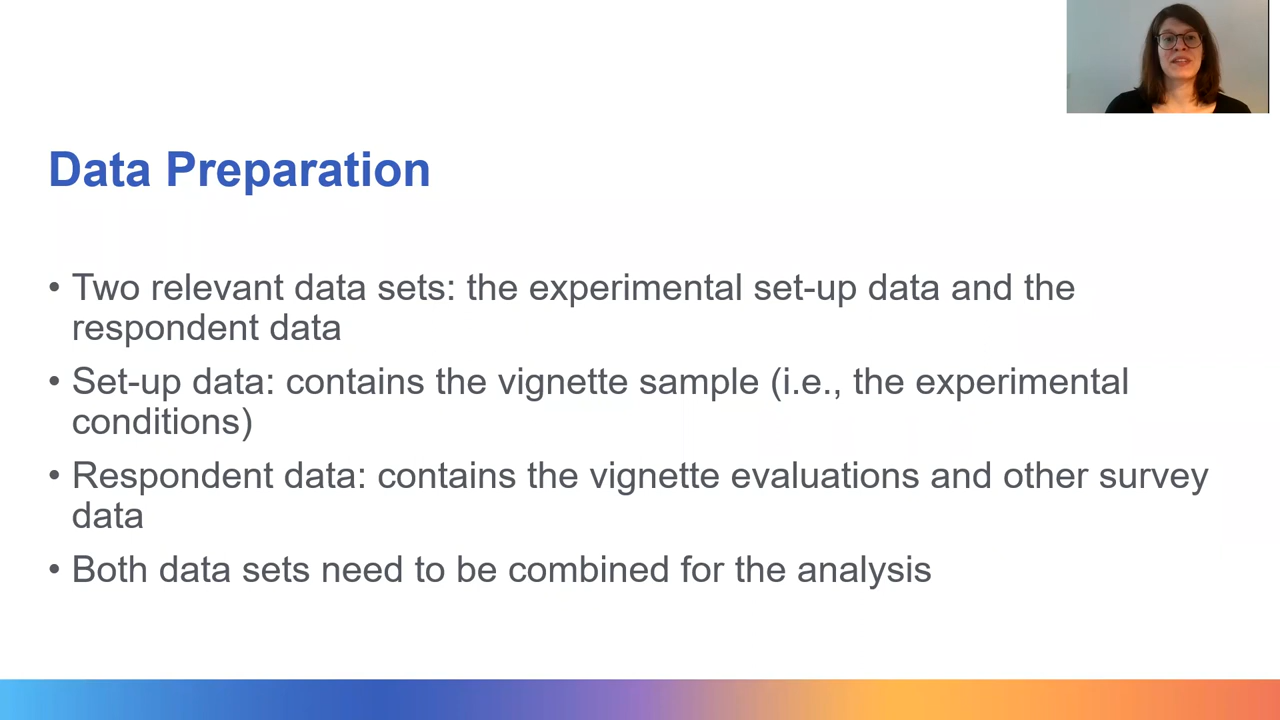 Data Preparation
• Two relevant data sets: the experimental set-up data and the
respondent data
• Set-up data: contains the vignette sample (i.e., the experimental
conditions)
• Respondent data: contains the vignette evaluations and other survey
data
• Both data sets need to be combined for the analysis